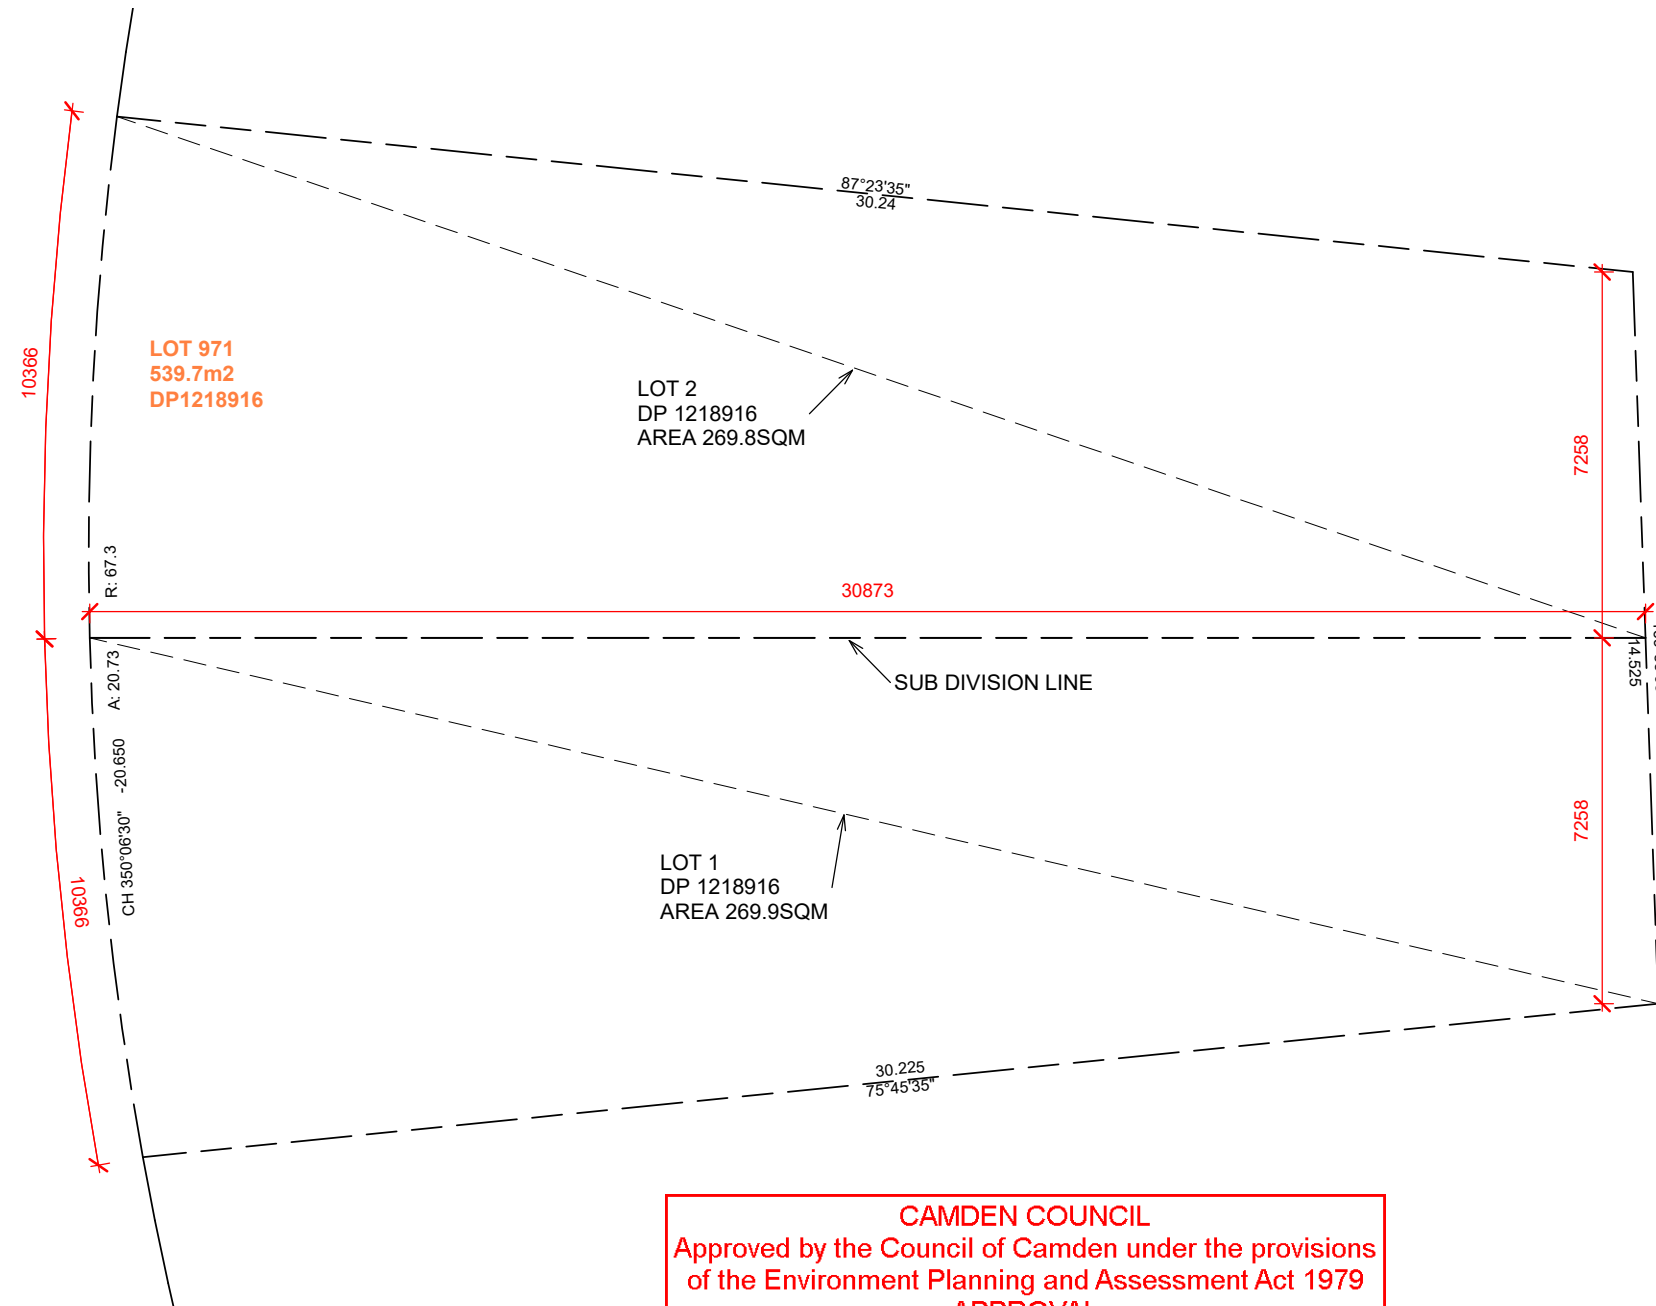 87°23'35"
30.24
10366
LOT 971
539.7m2
DP1218916
LOT 2
DP 1218916
AREA 269.8SQM
7258
R: 67.3
30873
14.525
A: 20.73
SUB DIVISION LINE
CH 350°06'30" -20.650
7258
10366
LOT 1
DP 1218916
AREA 269.9SQM
30.225
75°45'35"
CAMDEN COUNCIL
Approved by the Council of Camden under the provisions
of the Environment Planning and Assessment Act 1979
APPROVAL